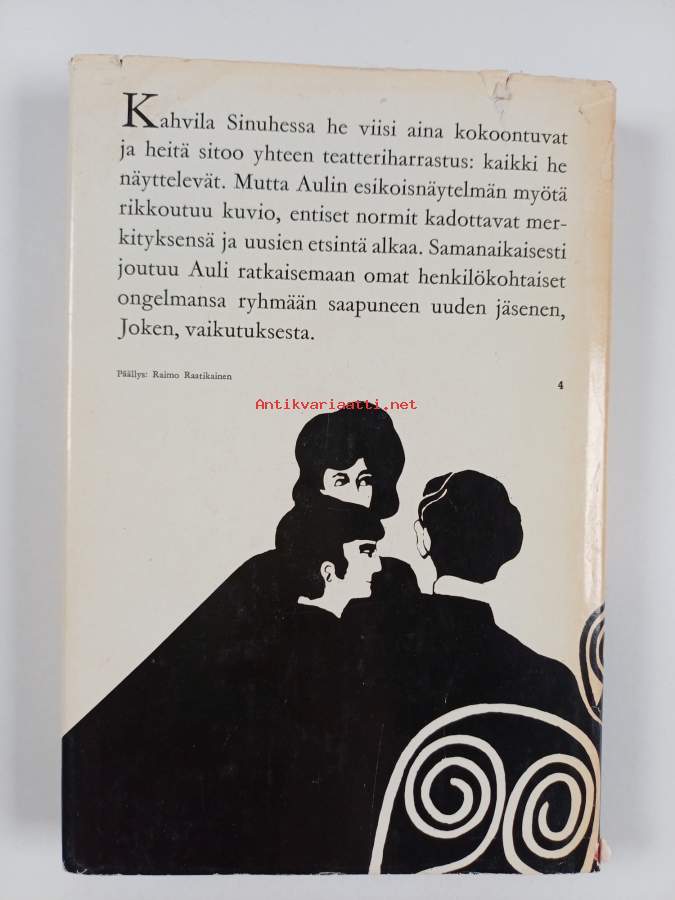 Kahvila Sinuhessa he viisi aina kokoontuvat
ja heitä sitoo yhteen teatteriharrastus: kaikki he
näyttelevät. Mutta Aulin esikoisnäytelmän myötä
rikkoutuu kuvio, entiset normit kadottavat mer-
kityksensä ja uusien etsintä alkaa. Samanaikaisesti
joutuu Auli ratkaisemaan omat henkilökohtaiset
ongelmansa ryhmään saapuneen uuden jäsenen,
Joken, vaikutuksesta.
Päällys: Raimo Raatikainen
4
Antikvariaatti.net